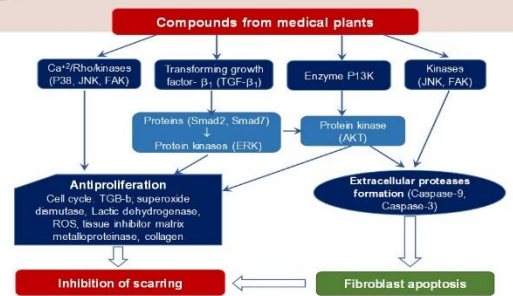 Compounds from medical plants
Ca⁺²/Rho/kinases
(P38, JNK, FAK)
Transforming growth
factor- β₁ (TGF-β₁)
Enzyme P13K
Kinases
(JNK, FAK)
Proteins (Smad2, Smad7)
↓
Protein kinases (ERK)
Protein kinase
(AKT)
Antiproliferation
Cell cycle: TGB-b; superoxide
dismutase, Lactic dehydrogenase,
ROS, tissue inhibitor matrix
metalloproteinase, collagen
Extracellular proteases
formation (Caspase-9,
Caspase-3)
Inhibition of scarring
Fibroblast apoptosis